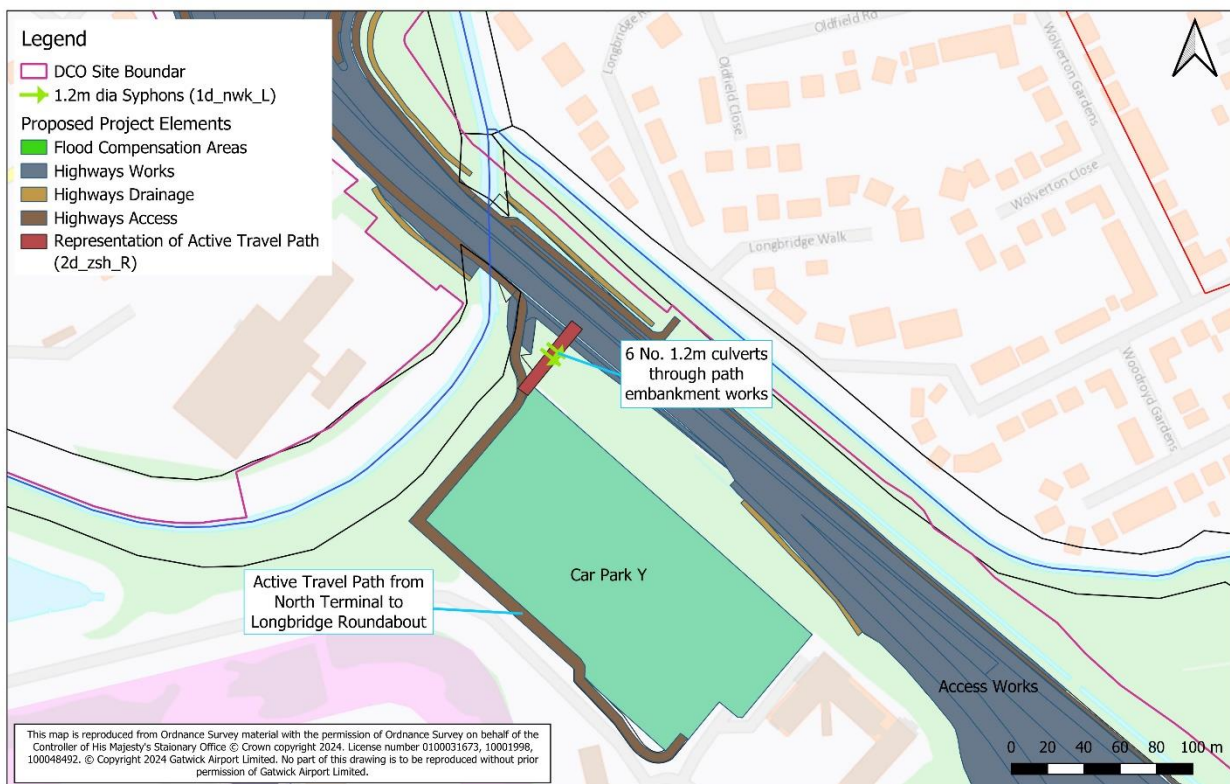 Legend
DCO Site Boundar
1.2m dia Syphons (1d_nwk_L)
Proposed Project Elements
Flood Compensation Areas
Highways Works
Highways Drainage
Highways Access
Representation of Active Travel Path
(2d_zsh_R)
Oldfield Rd
Longbridge R
Oldfield Close
Wolverton Gardens
Wolverton Close
Longbridge Walk
Woodroyd Gardens
6 No. 1.2m culverts
through path
embankment works
Car Park Y
Active Travel Path from
North Terminal to
Longbridge Roundabout
Access Works
0 20 40 60 80 100 m
This map is reproduced from Ordnance Survey material with the permission of Ordnance Survey on behalf of the
Controller of His Majesty's Staionary Office © Crown copyright 2024. License number 0100031673, 10001998,
100048492. © Copyright 2024 Gatwick Airport Limited. No part of this drawing is to be reproduced without prior
permission of Gatwick Airport Limited.